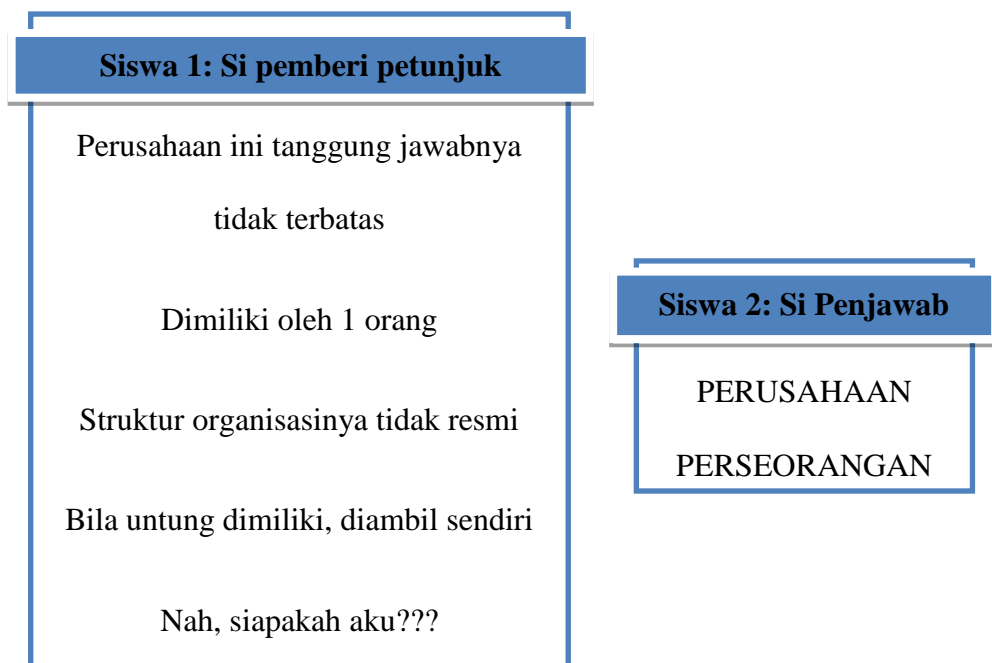 Siswa 1: Si pemberi petunjuk
Perusahaan ini tanggung jawabnya
tidak terbatas
Dimiliki oleh 1 orang
Struktur organisasinya tidak resmi
Bila untung dimiliki, diambil sendiri
Nah, siapakah aku???
Siswa 2: Si Penjawab
PERUSAHAAN
PERSEORANGAN